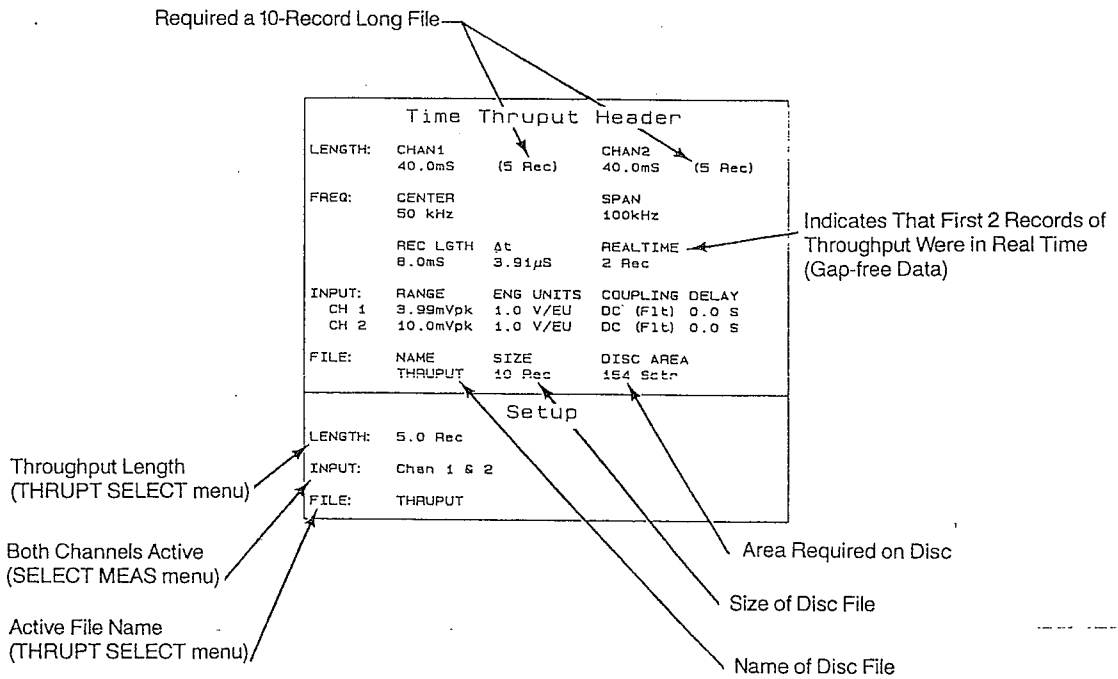 Required a 10-Record Long File
Time Thruput Header
LENGTH: CHAN1 CHAN2
40.0mS (5 Rec) 40.0mS (5 Rec)
FREQ: CENTER SPAN
50 kHz 100kHz
REC LGTH Δt REALTIME
8.0mS 3.91µS 2 Rec
Indicates That First 2 Records of
Throughput Were in Real Time
(Gap-free Data)
INPUT: RANGE ENG UNITS COUPLING DELAY
CH 1 3.99mVpk 1.0 V/EU DC (Flt) 0.0 S
CH 2 10.0mVpk 1.0 V/EU DC (Flt) 0.0 S
FILE: NAME SIZE DISC AREA
THRUPUT 10 Rec 154 Sctr
Setup
LENGTH: 5.0 Rec
INPUT: Chan 1 & 2
FILE: THRUPUT
Throughput Length
(THRUPT SELECT menu)
Both Channels Active
(SELECT MEAS menu)
Active File Name
(THRUPT SELECT menu)
Area Required on Disc
Size of Disc File
Name of Disc File